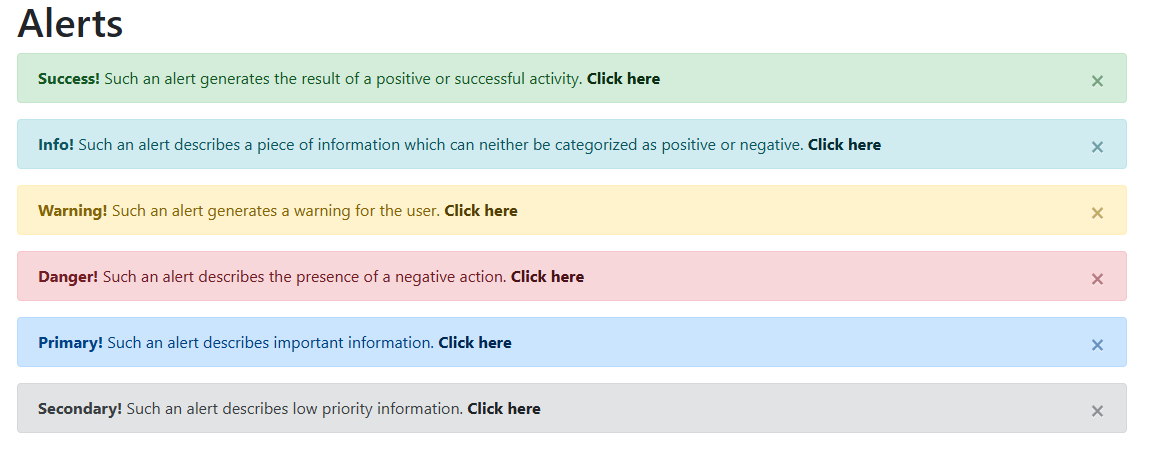 Alerts
Success! Such an alert generates the result of a positive or successful activity. Click here ×
Info! Such an alert describes a piece of information which can neither be categorized as positive or negative. Click here ×
Warning! Such an alert generates a warning for the user. Click here ×
Danger! Such an alert describes the presence of a negative action. Click here ×
Primary! Such an alert describes important information. Click here ×
Secondary! Such an alert describes low priority information. Click here ×